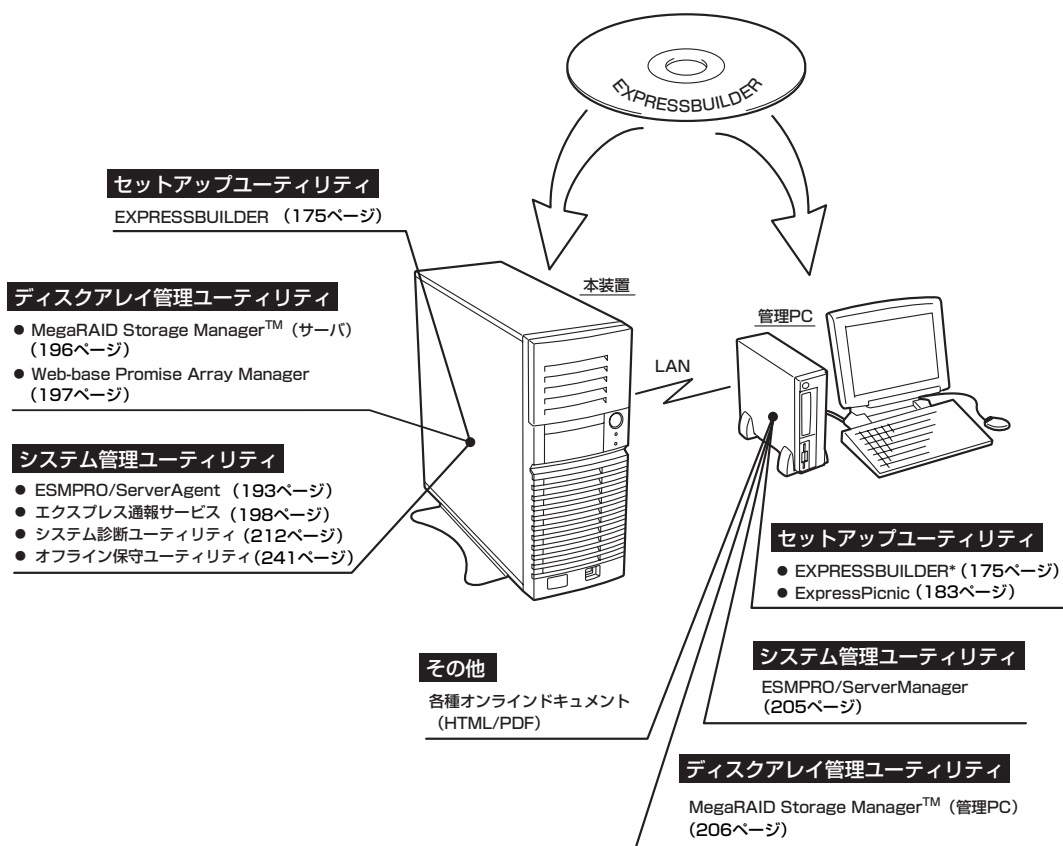 EXPRESSBUILDER
セットアップユーティリティ
EXPRESSBUILDER （175ページ）
ディスクアレイ管理ユーティリティ
● MegaRAID Storage Manager™（サーバ）
（196ページ）
● Web-base Promise Array Manager
（197ページ）
システム管理ユーティリティ
● ESMPRO/ServerAgent （193ページ）
● エクスプレス通報サービス（198ページ）
● システム診断ユーティリティ（212ページ）
● オフライン保守ユーティリティ（241ページ）
本装置
LAN
管理PC
セットアップユーティリティ
● EXPRESSBUILDER*（175ページ）
● ExpressPicnic（183ページ）
システム管理ユーティリティ
ESMPRO/ServerManager
（205ページ）
その他
各種オンラインドキュメント
（HTML/PDF）
ディスクアレイ管理ユーティリティ
MegaRAID Storage Manager™（管理PC）
（206ページ）